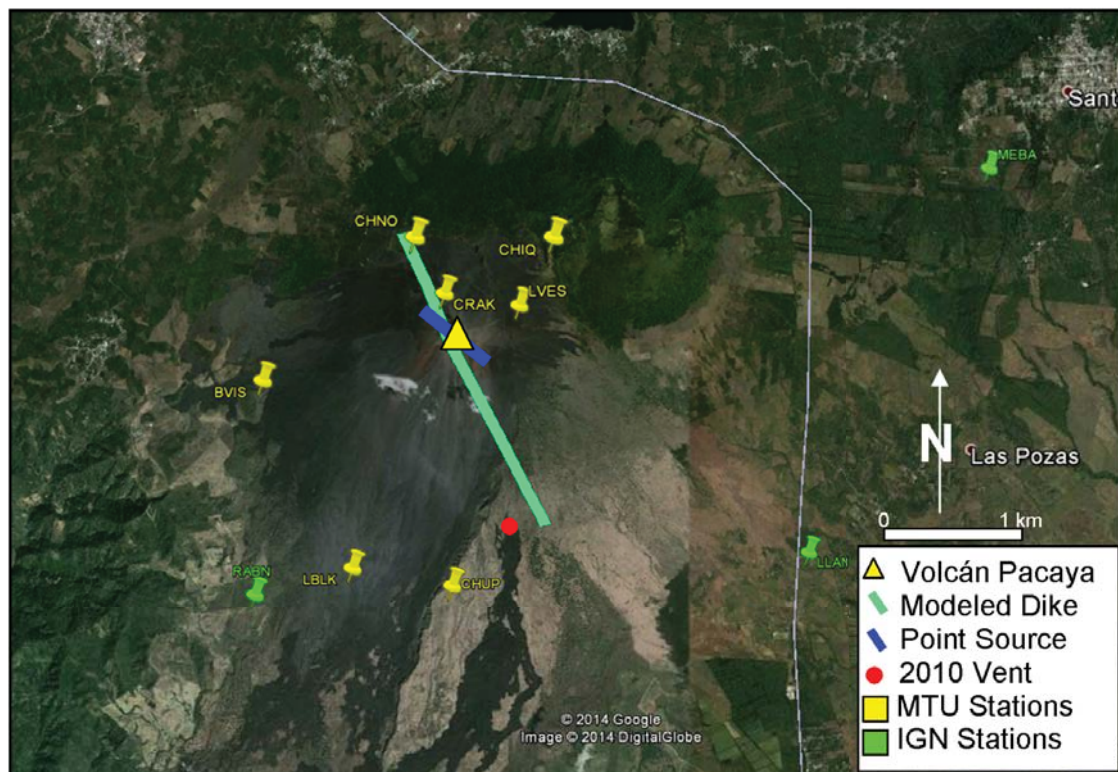 Sant
MEBA
CHNO
CHIQ
LVES
CRAK
BVIS
N
Las Pozas
0 1 km
LLAN
RABN
LBLK
CHUP
© 2014 Google
Image © 2014 DigitalGlobe
Volcán Pacaya
Modeled Dike
Point Source
2010 Vent
MTU Stations
IGN Stations